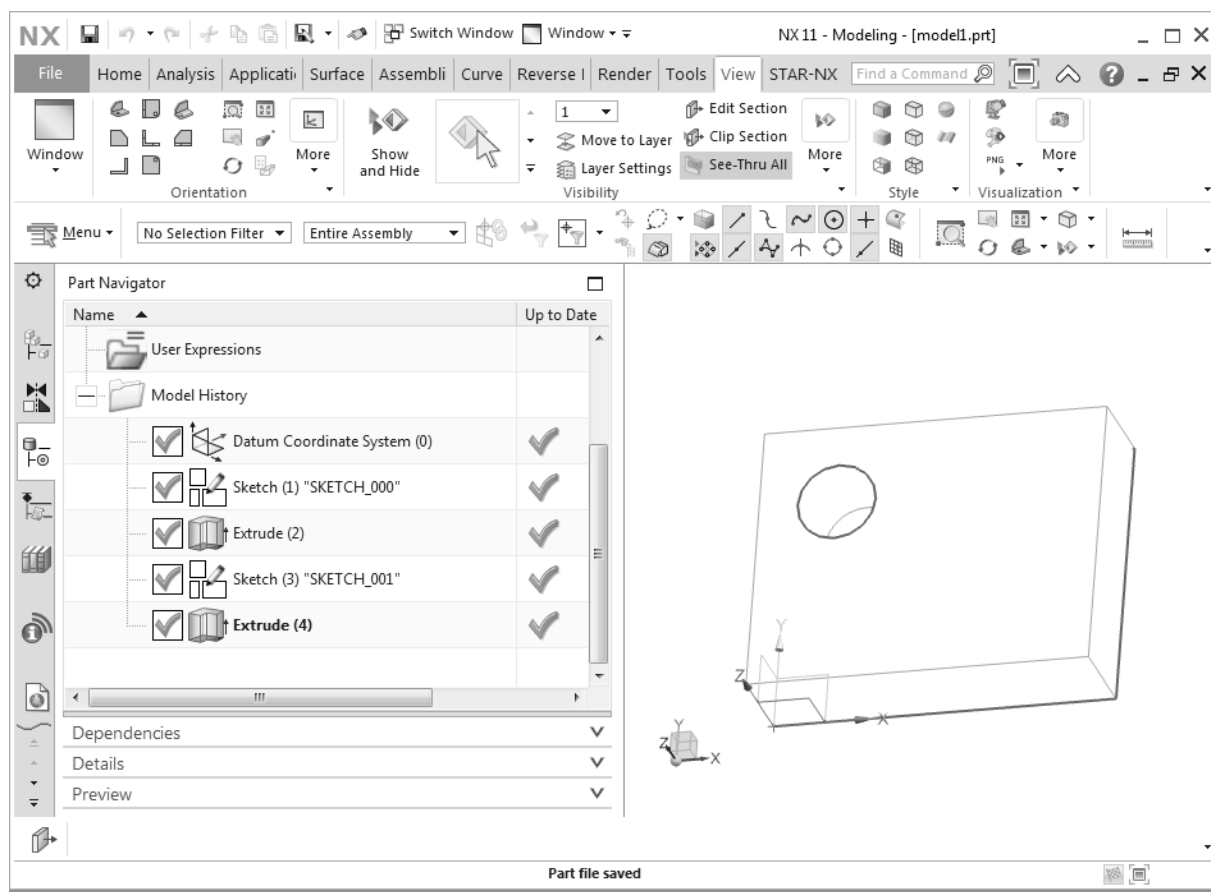 NX Switch Window Window NX 11 - Modeling - [model1.prt]
File Home Analysis Applicati Surface Assembli Curve Reverse I Render Tools View STAR-NX Find a Command
1 Edit Section
Move to Layer Clip Section
Window More Show and Hide Layer Settings See-Thru All More PNG More
Orientation Visibility Style Visualization
Menu No Selection Filter Entire Assembly
Part Navigator
Name Up to Date
User Expressions
Model History
Datum Coordinate System (0)
Sketch (1) "SKETCH_000"
Extrude (2)
Sketch (3) "SKETCH_001"
Extrude (4)
Dependencies
Details
Preview
Y
Z
X
Y
Z
X
Part file saved